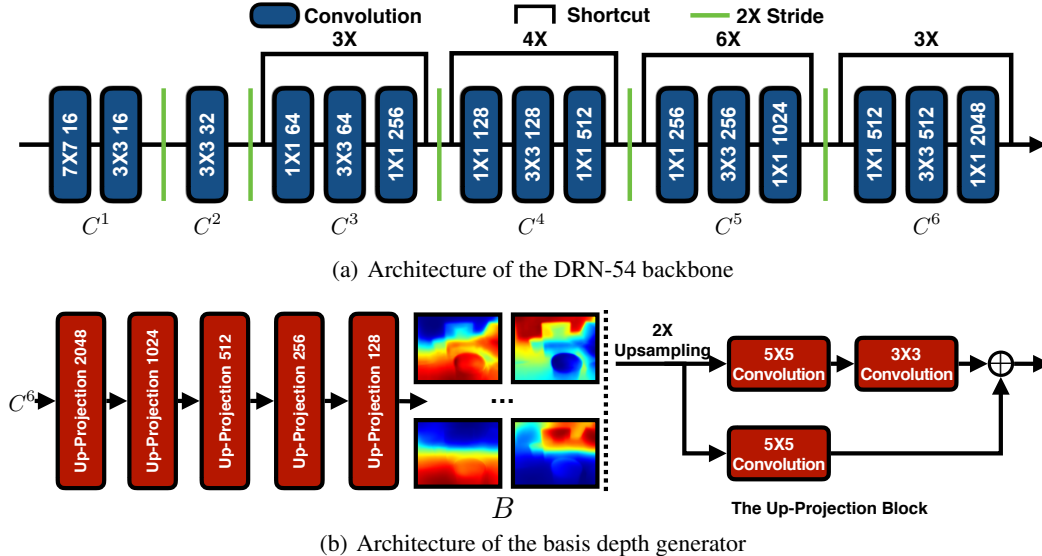 Convolution Shortcut 2X Stride
3X 4X 6X 3X
7X7 16
3X3 16
3X3 32
1X1 64
3X3 64
1X1 256
1X1 128
3X3 128
1X1 512
1X1 256
3X3 256
1X1 1024
1X1 512
3X3 512
1X1 2048
C¹ C² C³ C⁴ C⁵ C⁶
(a) Architecture of the DRN-54 backbone
C⁶
Up-Projection 2048
Up-Projection 1024
Up-Projection 512
Up-Projection 256
Up-Projection 128
...
B
2X
Upsampling
5X5
Convolution
3X3
Convolution
5X5
Convolution
The Up-Projection Block
(b) Architecture of the basis depth generator